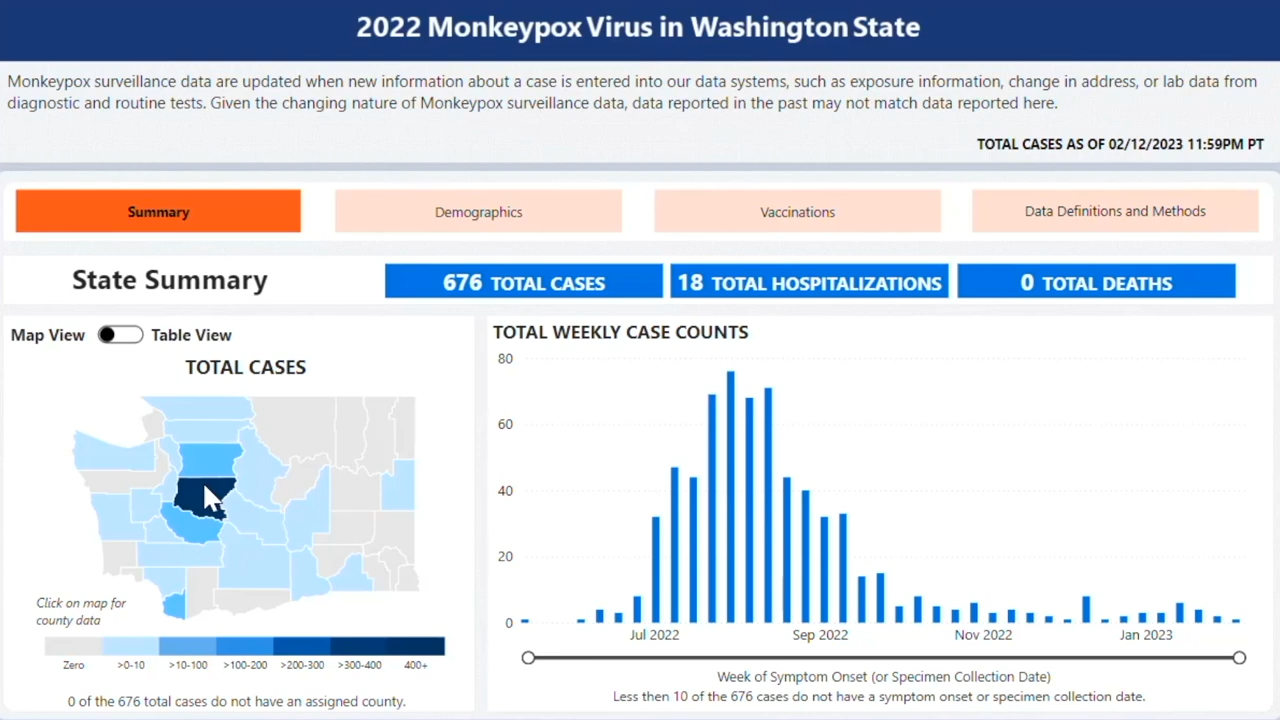 2022 Monkeypox Virus in Washington State
Monkeypox surveillance data are updated when new information about a case is entered into our data systems, such as exposure information, change in address, or lab data from
diagnostic and routine tests. Given the changing nature of Monkeypox surveillance data, data reported in the past may not match data reported here.
TOTAL CASES AS OF 02/12/2023 11:59PM PT
Summary
Demographics
Vaccinations
Data Definitions and Methods
State Summary
676 TOTAL CASES
18 TOTAL HOSPITALIZATIONS
0 TOTAL DEATHS
Map View
Table View
TOTAL CASES
Click on map for
county data
Zero >0-10 >10-100 >100-200 >200-300 >300-400 400+
0 of the 676 total cases do not have an assigned county.
TOTAL WEEKLY CASE COUNTS
80
60
40
20
0
Jul 2022 Sep 2022 Nov 2022 Jan 2023
Week of Symptom Onset (or Specimen Collection Date)
Less then 10 of the 676 cases do not have a symptom onset or specimen collection date.